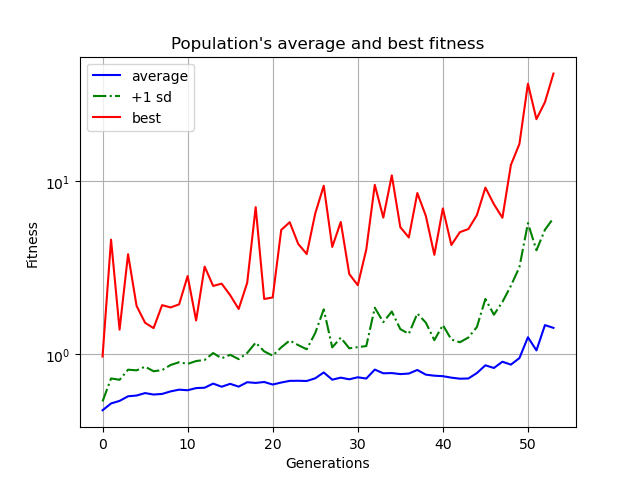 Population's average and best fitness
average
+1 sd
best
10¹
10⁰
Fitness
0 10 20 30 40 50
Generations